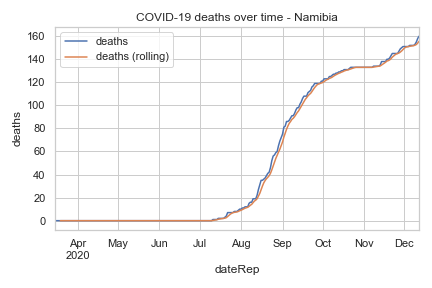 COVID-19 deaths over time - Namibia
deaths
deaths (rolling)
deaths
160
140
120
100
80
60
40
20
0
Apr
2020
May
Jun
Jul
Aug
Sep
Oct
Nov
Dec
dateRep